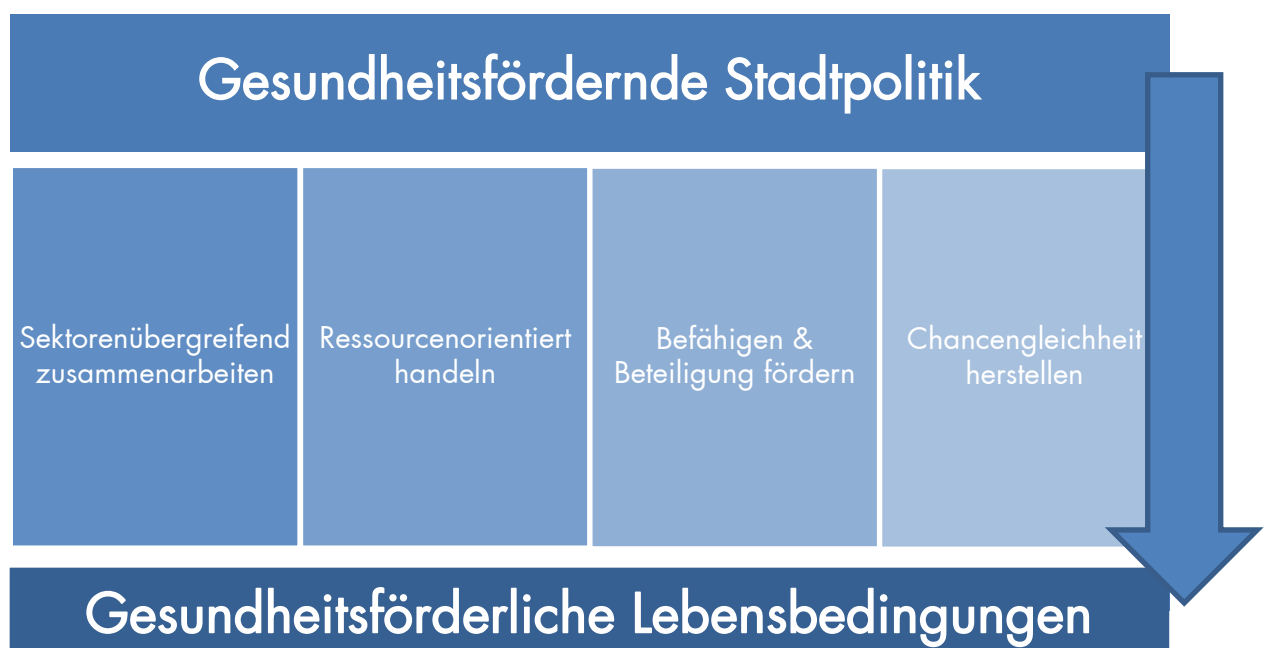 Gesundheitsfördernde Stadtpolitik
Sektorenübergreifend
zusammenarbeiten
Ressourcenorientiert
handeln
Befähigen &
Beteiligung fördern
Chancengleichheit
herstellen
Gesundheitsförderliche Lebensbedingungen